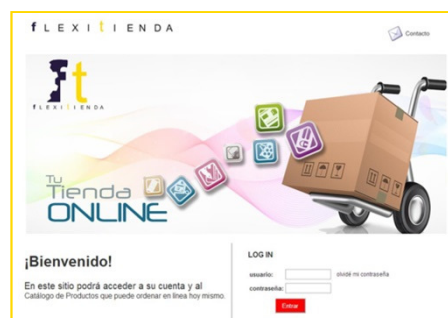 fLEXItIENDA
Contacto
ft
fLEXItIENDA
Tu
Tienda
ONLINE
¡Bienvenido!
En este sitio podrá acceder a su cuenta y al
Catálogo de Productos que puede ordenar en línea hoy mismo.
LOG IN
usuario:
olvidé mi contraseña
contraseña:
Entrar